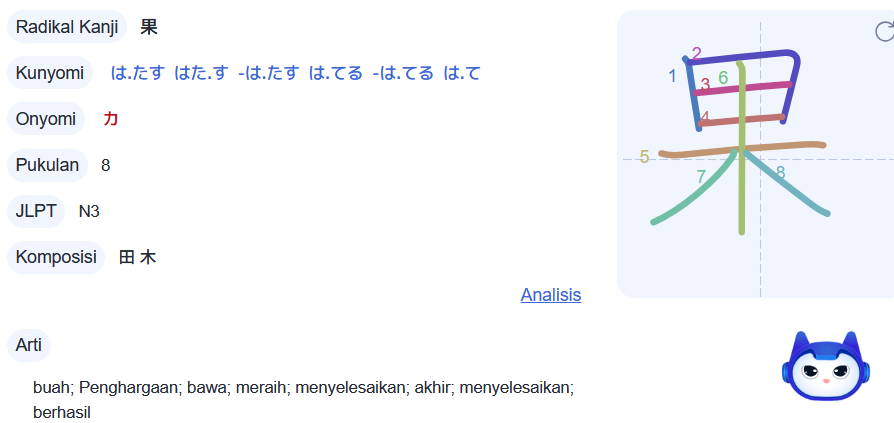 Radikal Kanji 果
Kunyomi は.たす はた.す -は.たす は.てる -は.てる は.て
Onyomi カ
Pukulan 8
JLPT N3
Komposisi 田 木
Analisis
Arti
buah; Penghargaan; bawa; meraih; menyelesaikan; akhir; menyelesaikan;
berhasil
果
1
2
3
4
5
6
7
8